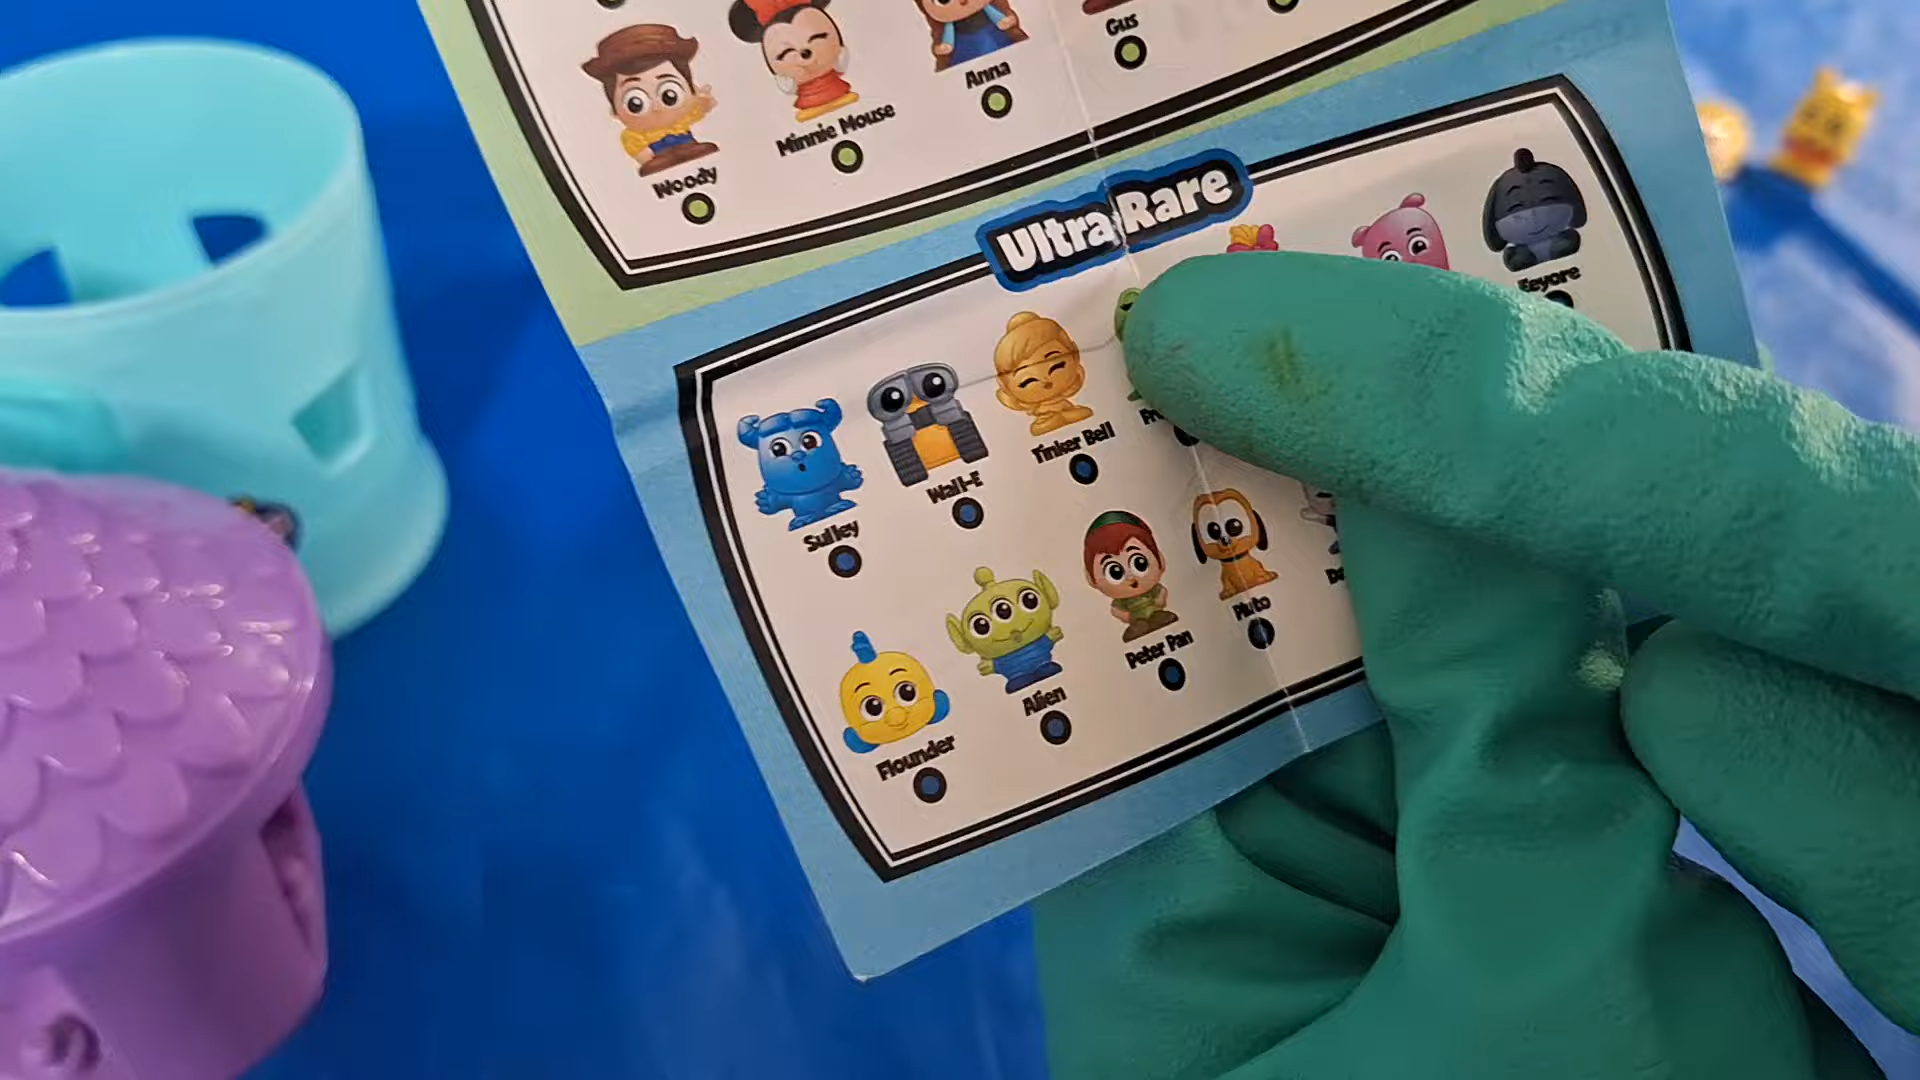 Gus
Anna
Minnie Mouse
Woody
Ultra Rare
Eeyore
Tinker Bell
Wall-E
Sulley
Pluto
Peter Pan
Alien
Flounder